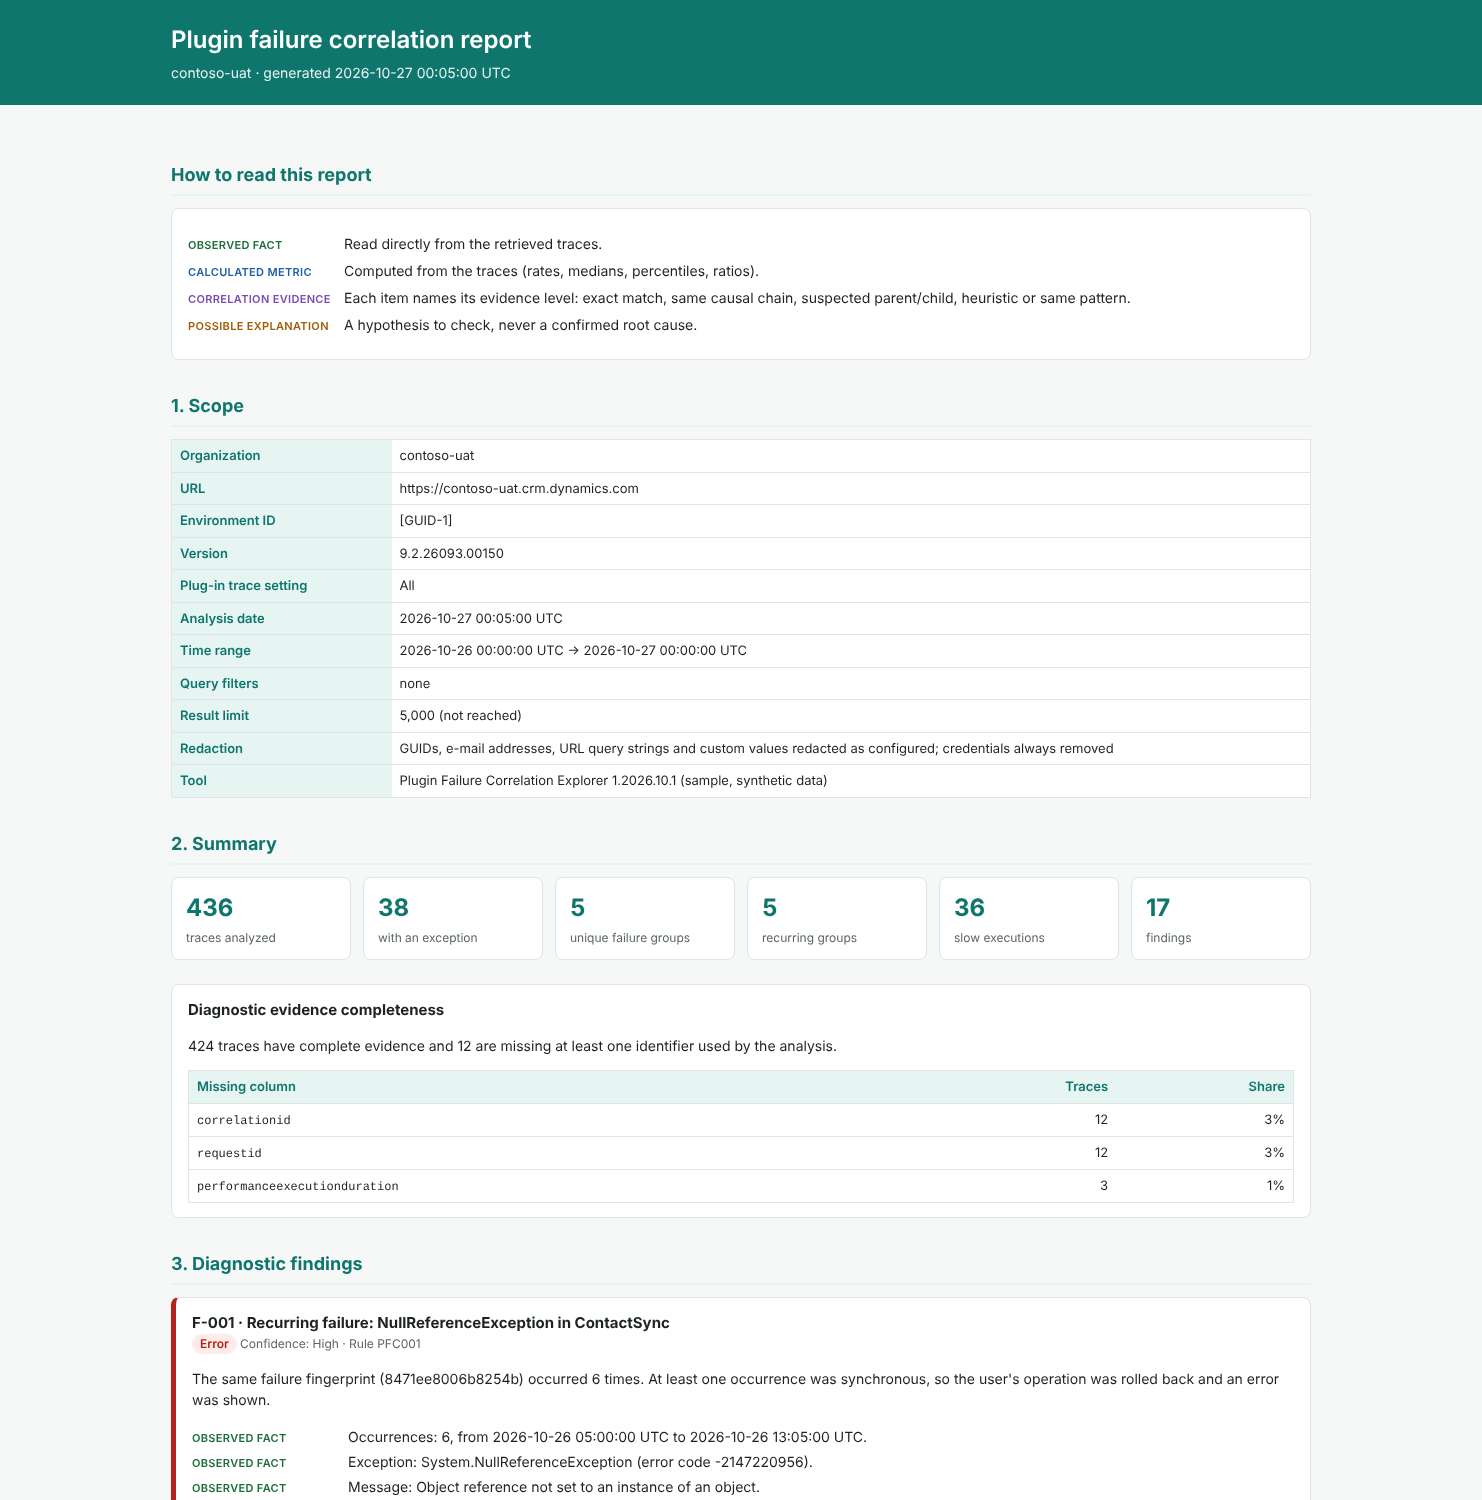 Plugin failure correlation report
contoso-uat · generated 2026-10-27 00:05:00 UTC
How to read this report
OBSERVED FACT Read directly from the retrieved traces.
CALCULATED METRIC Computed from the traces (rates, medians, percentiles, ratios).
CORRELATION EVIDENCE Each item names its evidence level: exact match, same causal chain, suspected parent/child, heuristic or same pattern.
POSSIBLE EXPLANATION A hypothesis to check, never a confirmed root cause.
1. Scope
Organization contoso-uat
URL https://contoso-uat.crm.dynamics.com
Environment ID [GUID-1]
Version 9.2.26093.00150
Plug-in trace setting All
Analysis date 2026-10-27 00:05:00 UTC
Time range 2026-10-26 00:00:00 UTC → 2026-10-27 00:00:00 UTC
Query filters none
Result limit 5,000 (not reached)
Redaction GUIDs, e-mail addresses, URL query strings and custom values redacted as configured; credentials always removed
Tool Plugin Failure Correlation Explorer 1.2026.10.1 (sample, synthetic data)
2. Summary
436 38 5 5 36 17
traces analyzed with an exception unique failure groups recurring groups slow executions findings
Diagnostic evidence completeness
424 traces have complete evidence and 12 are missing at least one identifier used by the analysis.
Missing column Traces Share
correlationid 12 3%
requestid 12 3%
performanceexecutionduration 3 1%
3. Diagnostic findings
F-001 · Recurring failure: NullReferenceException in ContactSync
Error Confidence: High · Rule PFC001
The same failure fingerprint (8471ee8006b8254b) occurred 6 times. At least one occurrence was synchronous, so the user's operation was rolled back and an error
was shown.
OBSERVED FACT Occurrences: 6, from 2026-10-26 05:00:00 UTC to 2026-10-26 13:05:00 UTC.
OBSERVED FACT Exception: System.NullReferenceException (error code -2147220956).
OBSERVED FACT Message: Object reference not set to an instance of an object.